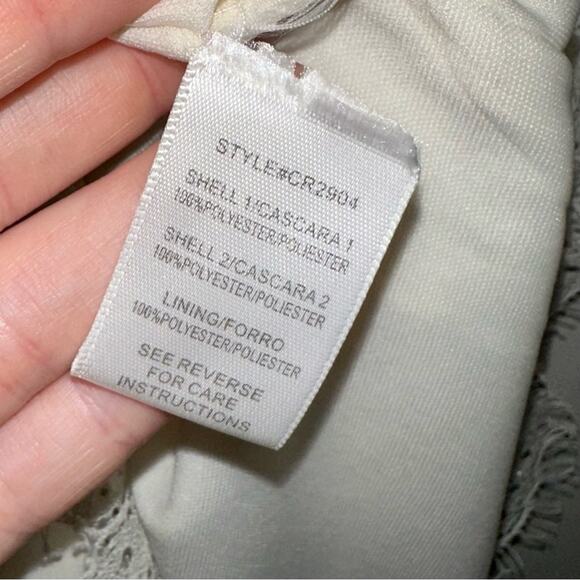 STYLE#CR2904
SHELL 1/CASCARA 1
100%POLYESTER/POLIESTER
SHELL 2/CASCARA 2
100%POLYESTER/POLIESTER
LINING/FORRO
100%POLYESTER/POLIESTER
SEE REVERSE
FOR CARE
INSTRUCTIONS